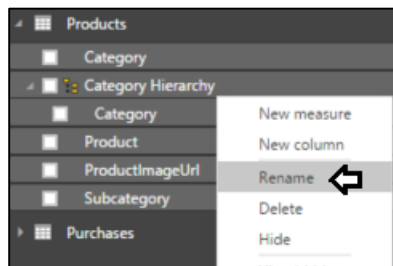 Products
Category
Category Hierarchy
Category
New measure
Product
New column
ProductImageUrl
Rename
Subcategory
Delete
Purchases
Hide